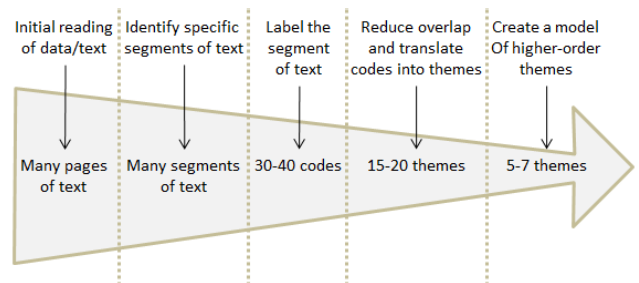 Initial reading
of data/text
Identify specific
segments of text
Label the
segment
of text
Reduce overlap
and translate
codes into themes
Create a model
Of higher-order
themes
Many pages
of text
Many segments
of text
30-40 codes
15-20 themes
5-7 themes